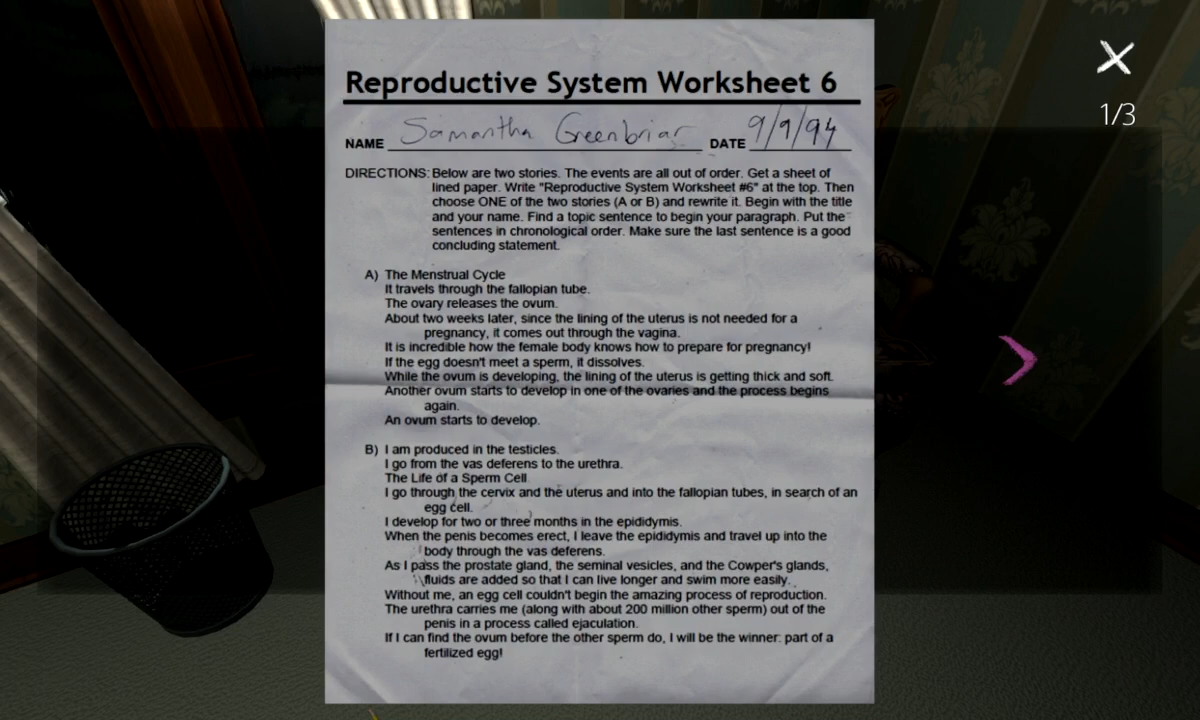 Reproductive System Worksheet 6
NAME Samantha Greenbriar DATE 9/9/94
DIRECTIONS: Below are two stories. The events are all out of order. Get a sheet of
lined paper. Write "Reproductive System Worksheet #6" at the top. Then
choose ONE of the two stories (A or B) and rewrite it. Begin with the title
and your name. Find a topic sentence to begin your paragraph. Put the
sentences in chronological order. Make sure the last sentence is a good
concluding statement.
A) The Menstrual Cycle
It travels through the fallopian tube.
The ovary releases the ovum.
About two weeks later, since the lining of the uterus is not needed for a
pregnancy, it comes out through the vagina.
It is incredible how the female body knows how to prepare for pregnancy!
If the egg doesn't meet a sperm, it dissolves.
While the ovum is developing, the lining of the uterus is getting thick and soft.
Another ovum starts to develop in one of the ovaries and the process begins
again.
An ovum starts to develop.
B) I am produced in the testicles.
I go from the vas deferens to the urethra.
The Life of a Sperm Cell
I go through the cervix and the uterus and into the fallopian tubes, in search of an
egg cell.
I develop for two or three months in the epididymis.
When the penis becomes erect, I leave the epididymis and travel up into the
body through the vas deferens.
As I pass the prostate gland, the seminal vesicles, and the Cowper's glands,
fluids are added so that I can live longer and swim more easily.
Without me, an egg cell couldn't begin the amazing process of reproduction.
The urethra carries me (along with about 200 million other sperm) out of the
penis in a process called ejaculation.
If I can find the ovum before the other sperm do, I will be the winner: part of a
fertilized egg!
1/3